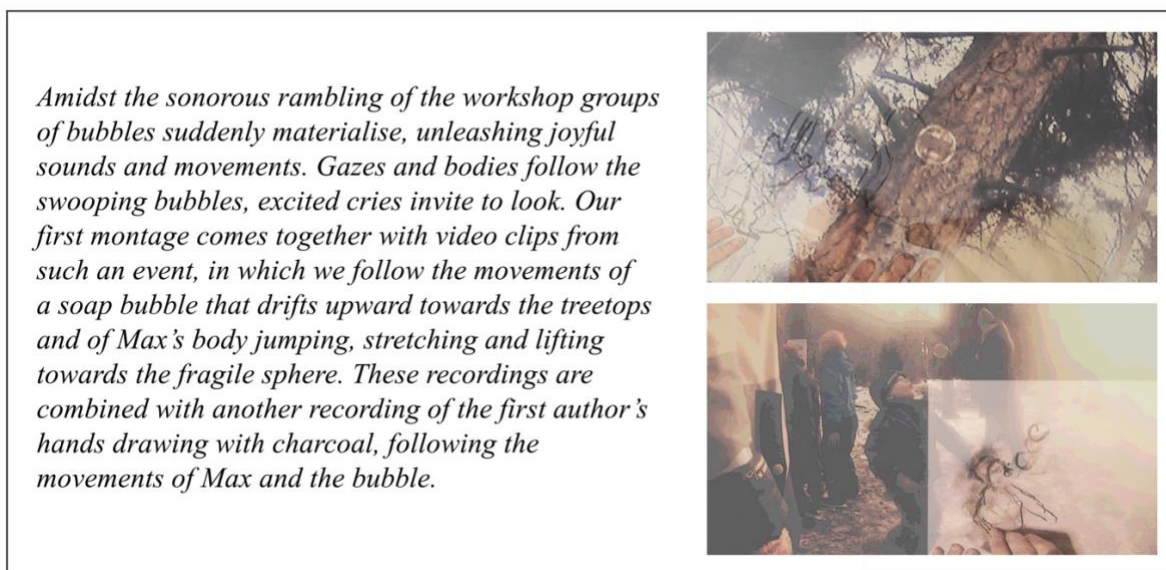 Amidst the sonorous rambling of the workshop groups
of bubbles suddenly materialise, unleashing joyful
sounds and movements. Gazes and bodies follow the
swooping bubbles, excited cries invite to look. Our
first montage comes together with video clips from
such an event, in which we follow the movements of
a soap bubble that drifts upward towards the treetops
and of Max's body jumping, stretching and lifting
towards the fragile sphere. These recordings are
combined with another recording of the first author's
hands drawing with charcoal, following the
movements of Max and the bubble.